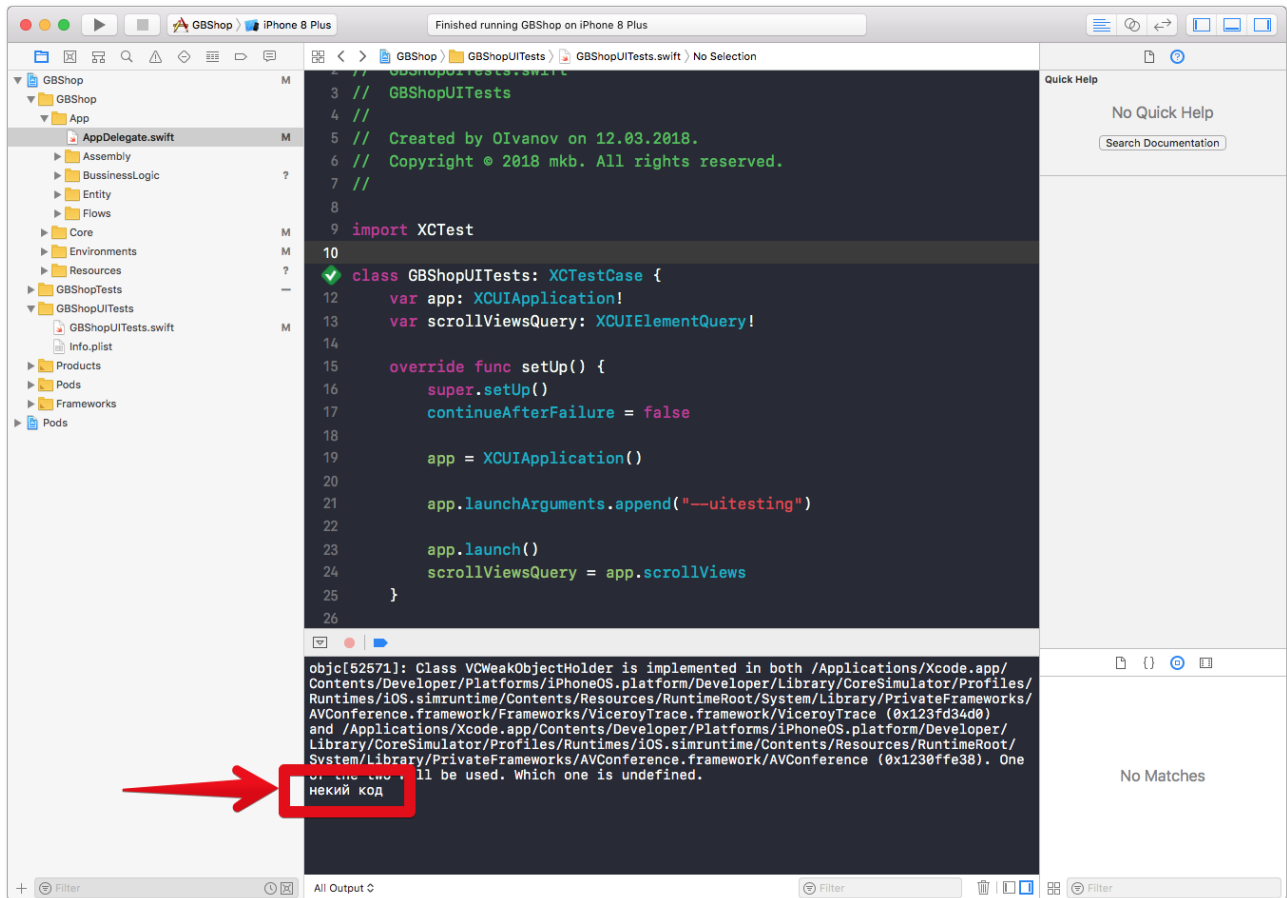 GBShop 〉 iPhone 8 Plus
Finished running GBShop on iPhone 8 Plus
GBShop 〉 GBShopUITests 〉 GBShopUITests.swift 〉 No Selection
GBShop M
GBShop
App
AppDelegate.swift M
Assembly
BussinessLogic ?
Entity
Flows
Core M
Environments M
Resources ?
GBShopTests —
GBShopUITests
GBShopUITests.swift M
Info.plist
Products
Pods
Frameworks
Pods
2 // GBShopUITests.swift
3 // GBShopUITests
4 //
5 // Created by OIvanov on 12.03.2018.
6 // Copyright © 2018 mkb. All rights reserved.
7 //
8
9 import XCTest
10
class GBShopUITests: XCTestCase {
12 var app: XCUIApplication!
13 var scrollViewsQuery: XCUIElementQuery!
14
15 override func setUp() {
16 super.setUp()
17 continueAfterFailure = false
18
19 app = XCUIApplication()
20
21 app.launchArguments.append("--uitesting")
22
23 app.launch()
24 scrollViewsQuery = app.scrollViews
25 }
26
objc[52571]: Class VCWeakObjectHolder is implemented in both /Applications/Xcode.app/
Contents/Developer/Platforms/iPhoneOS.platform/Developer/Library/CoreSimulator/Profiles/
Runtimes/iOS.simruntime/Contents/Resources/RuntimeRoot/System/Library/PrivateFrameworks/
AVConference.framework/Frameworks/ViceroyTrace.framework/ViceroyTrace (0x123fd34d0)
and /Applications/Xcode.app/Contents/Developer/Platforms/iPhoneOS.platform/Developer/
Library/CoreSimulator/Profiles/Runtimes/iOS.simruntime/Contents/Resources/RuntimeRoot/
System/Library/PrivateFrameworks/AVConference.framework/AVConference (0x1230ffe38). One
of the two will be used. Which one is undefined.
некий код
Quick Help
No Quick Help
Search Documentation
{}
No Matches
Filter
All Output
Filter
Filter